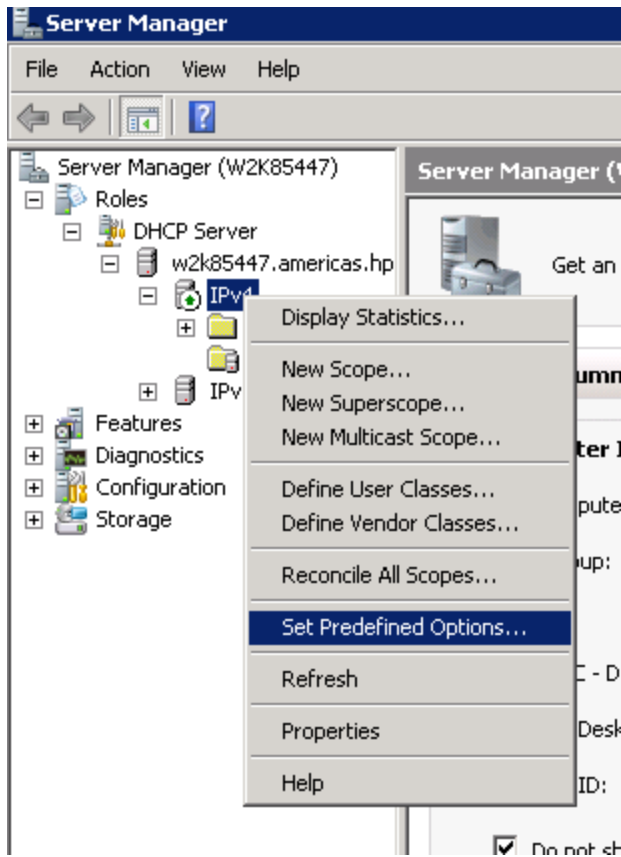 Server Manager
File Action View Help
Server Manager (W2K85447)
Roles
DHCP Server
w2k85447.americas.hp
IPv4
IPv
Features
Diagnostics
Configuration
Storage
Display Statistics...
New Scope...
New Superscope...
New Multicast Scope...
Define User Classes...
Define Vendor Classes...
Reconcile All Scopes...
Set Predefined Options...
Refresh
Properties
Help
Server Manager (
Get an
umm
ter I
pute
oup:
- D
Desk
ID:
Do not sh